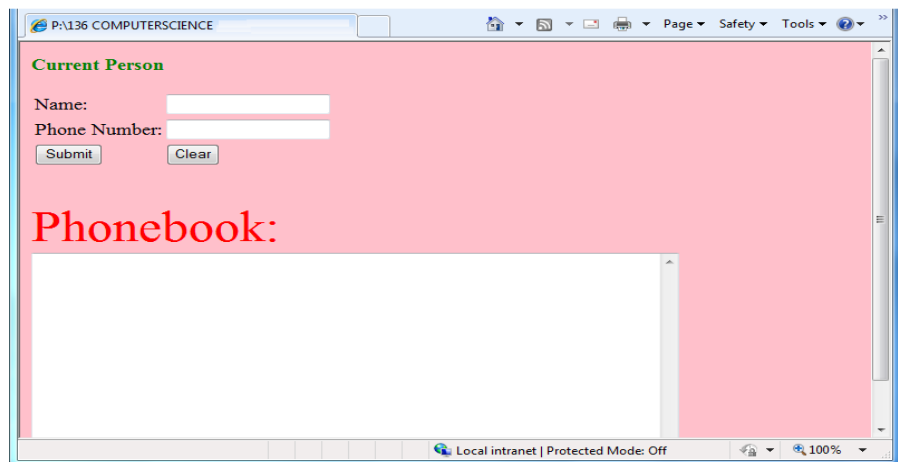 P:\136 COMPUTERSCIENCE
Page Safety Tools
Current Person
Name:
Phone Number:
Submit Clear
Phonebook:
Local intranet | Protected Mode: Off 100%